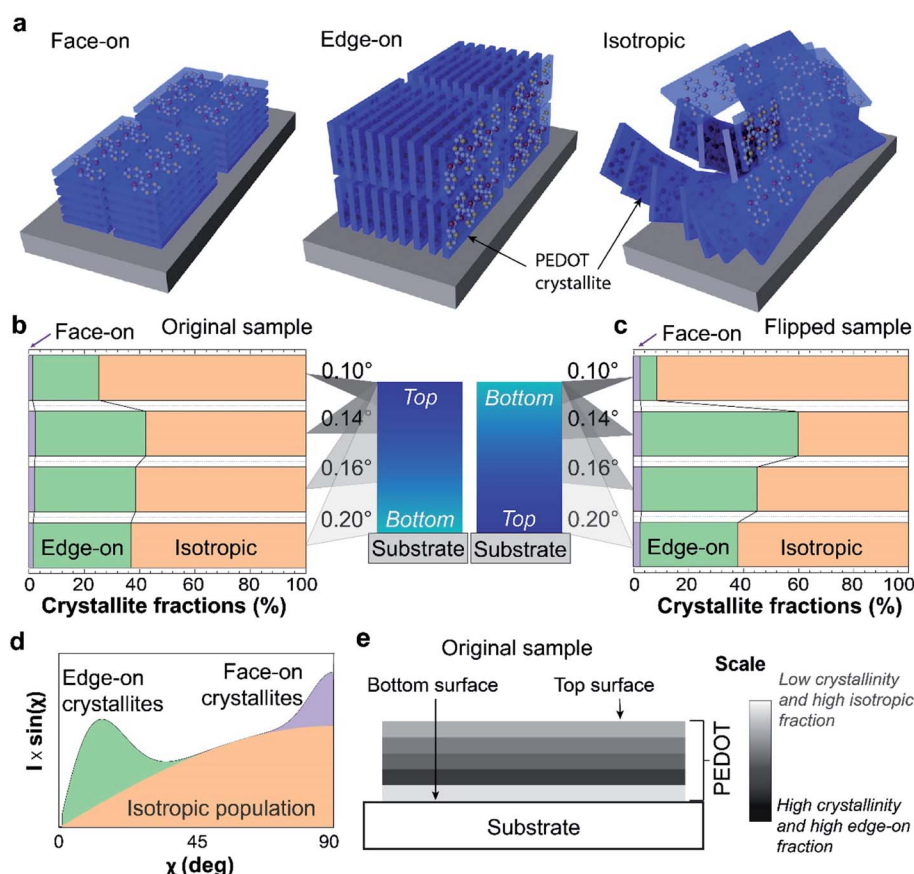 a
Face-on
Edge-on
Isotropic
PEDOT
crystallite
b
Face-on
Original sample
Edge-on
Isotropic
0
20
40
60
80
100
Crystallite fractions (%)
0.10°
0.14°
0.16°
0.20°
Top
Bottom
Substrate
Bottom
Top
Substrate
0.10°
0.14°
0.16°
0.20°
c
Face-on
Flipped sample
Edge-on
Isotropic
0
20
40
60
80
100
Crystallite fractions (%)
d
Edge-on
crystallites
Face-on
crystallites
Isotropic population
I x sin(χ)
0
45
90
χ (deg)
e
Original sample
Bottom surface
Top surface
PEDOT
Substrate
Scale
Low crystallinity
and high isotropic
fraction
High crystallinity
and high edge-on
fraction